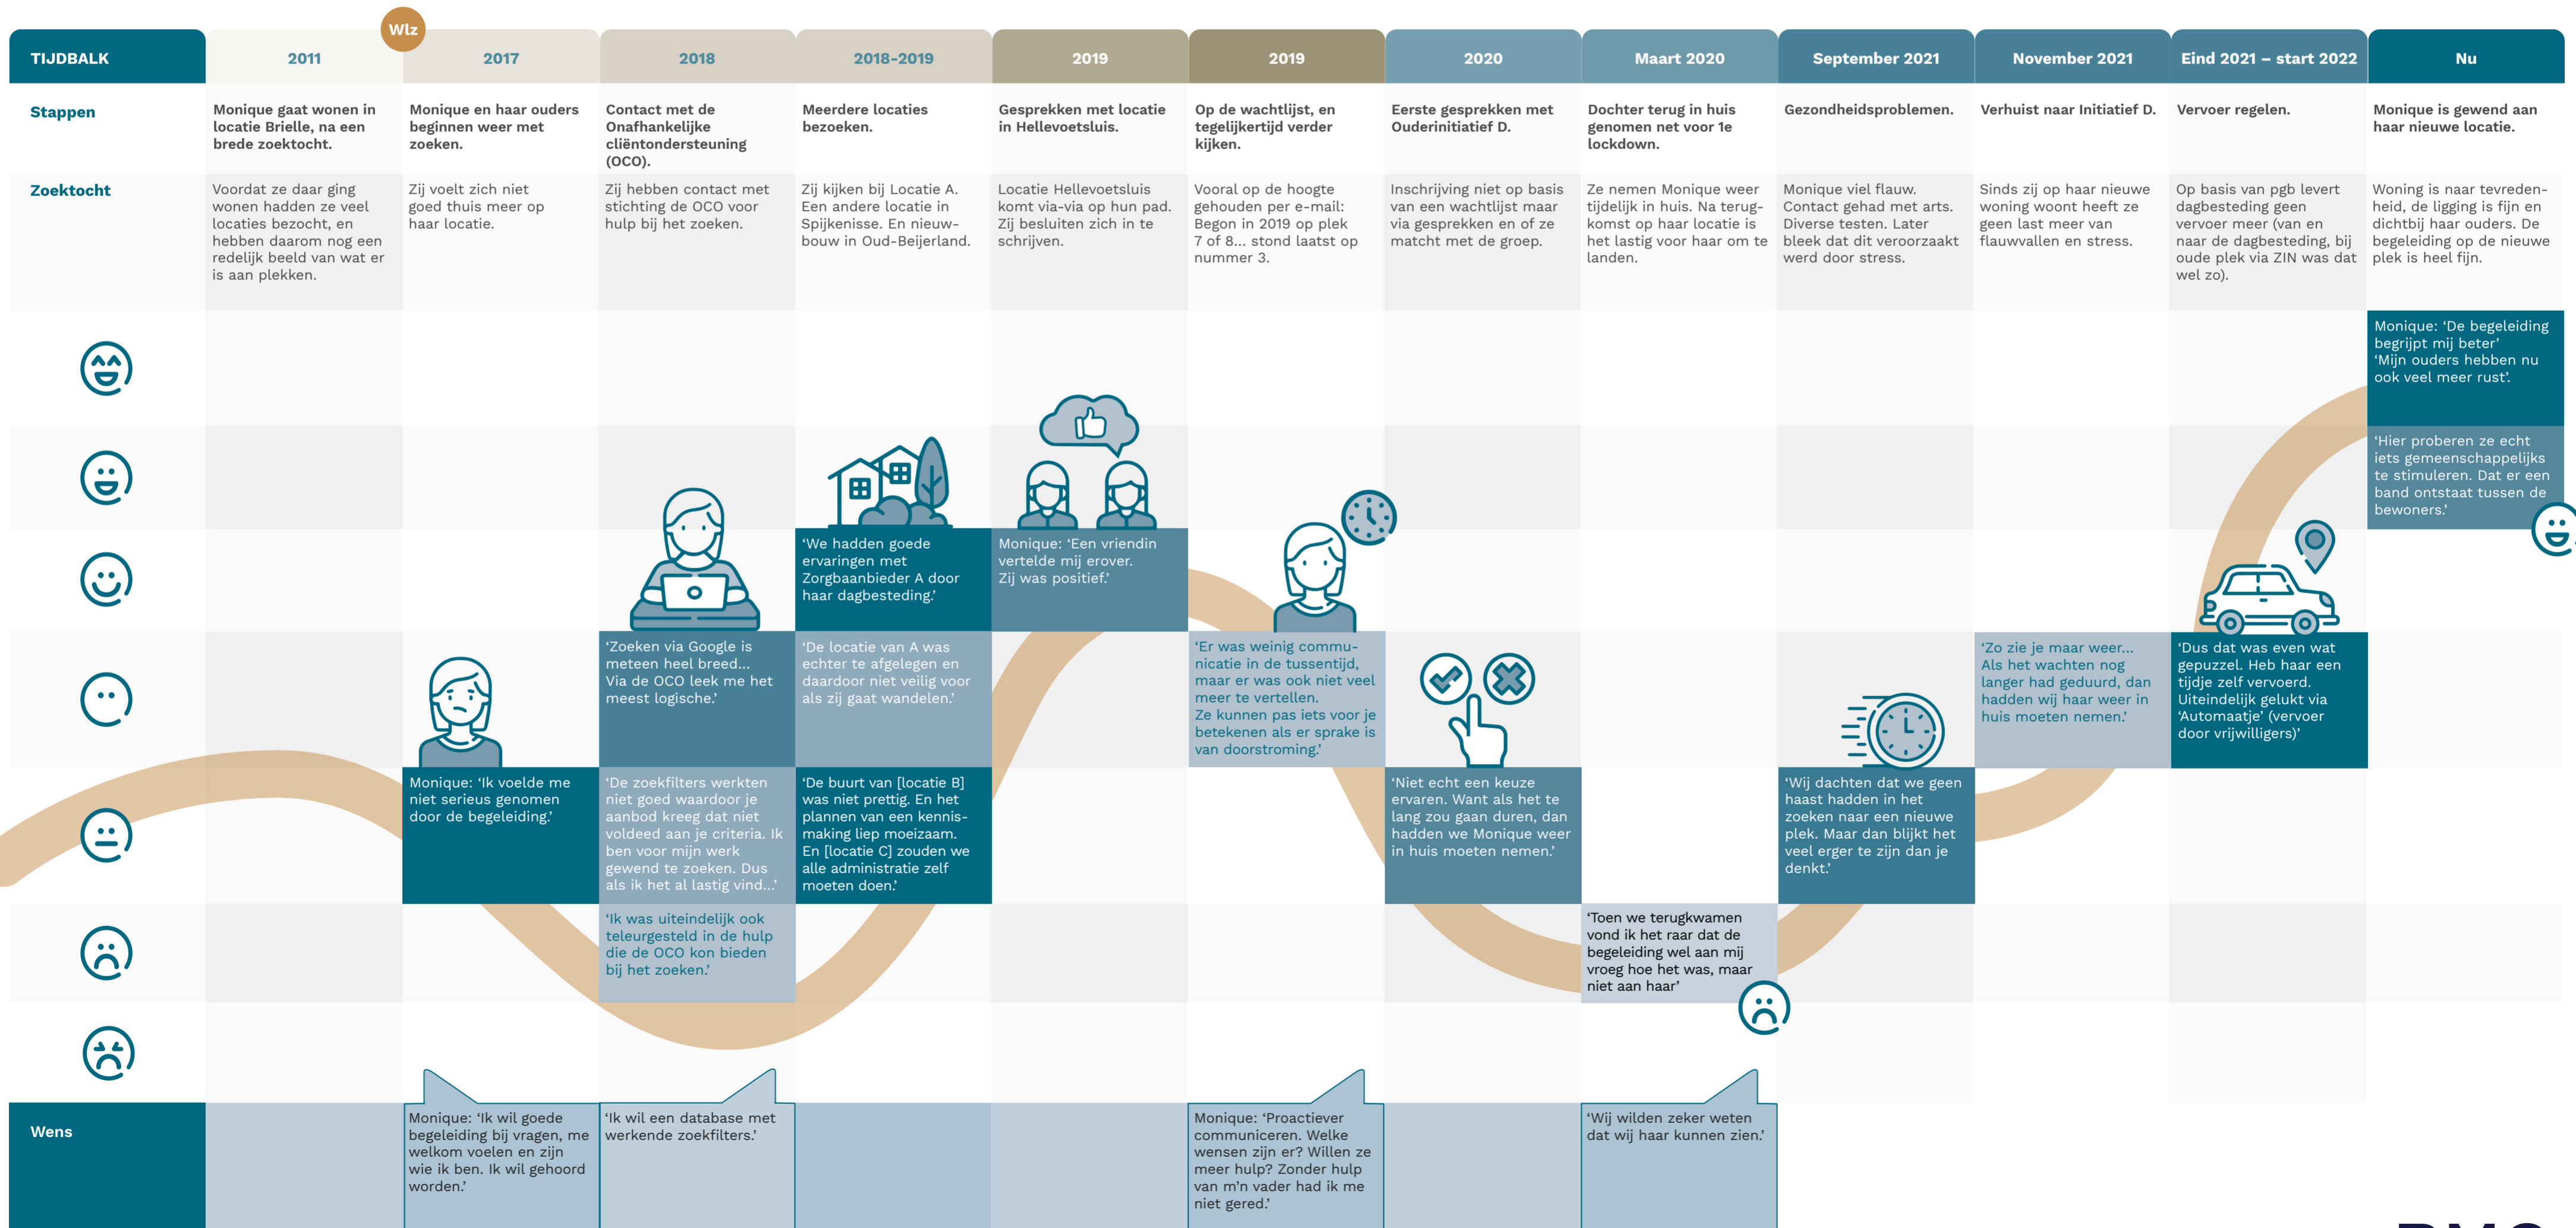 Wlz
TIJDBALK
2011
2017
2018
2018-2019
2019
2019
2020
Maart 2020
September 2021
November 2021
Eind 2021 – start 2022
Nu
Stappen
Monique gaat wonen in
locatie Brielle, na een
brede zoektocht.
Monique en haar ouders
beginnen weer met
zoeken.
Contact met de
Onafhankelijke
cliëntondersteuning
(OCO).
Meerdere locaties
bezoeken.
Gesprekken met locatie
in Hellevoetsluis.
Op de wachtlijst, en
tegelijkertijd verder
kijken.
Eerste gesprekken met
Ouderinitiatief D.
Dochter terug in huis
genomen net voor 1e
lockdown.
Gezondheidsproblemen.
Verhuist naar Initiatief D.
Vervoer regelen.
Monique is gewend aan
haar nieuwe locatie.
Zoektocht
Voordat ze daar ging
wonen hadden ze veel
locaties bezocht, en
hebben daarom nog een
redelijk beeld van wat er
is aan plekken.
Zij voelt zich niet
goed thuis meer op
haar locatie.
Zij hebben contact met
stichting de OCO voor
hulp bij het zoeken.
Zij kijken bij Locatie A.
Een andere locatie in
Spijkenisse. En nieuw-
bouw in Oud-Beijerland.
Locatie Hellevoetsluis
komt via-via op hun pad.
Zij besluiten zich in te
schrijven.
Vooral op de hoogte
gehouden per e-mail:
Begon in 2019 op plek
7 of 8... stond laatst op
nummer 3.
Inschrijving niet op basis
van een wachtlijst maar
via gesprekken en of ze
matcht met de groep.
Ze nemen Monique weer
tijdelijk in huis. Na terug-
komst op haar locatie is
het lastig voor haar om te
landen.
Monique viel flauw.
Contact gehad met arts.
Diverse testen. Later
bleek dat dit veroorzaakt
werd door stress.
Sinds zij op haar nieuwe
woning woont heeft ze
geen last meer van
flauwvallen en stress.
Op basis van pgb levert
dagbesteding geen
vervoer meer (van en
naar de dagbesteding, bij
oude plek via ZIN was dat
wel zo).
Woning is naar tevreden-
heid, de ligging is fijn en
dichtbij haar ouders. De
begeleiding op de nieuwe
plek is heel fijn.
Monique: ‘De begeleiding
begrijpt mij beter’
‘Mijn ouders hebben nu
ook veel meer rust’.
‘Hier proberen ze echt
iets gemeenschappelijks
te stimuleren. Dat er een
band ontstaat tussen de
bewoners.’
‘We hadden goede
ervaringen met
Zorgbaanbieder A door
haar dagbesteding.’
Monique: ‘Een vriendin
vertelde mij erover.
Zij was positief.’
‘Zoeken via Google is
meteen heel breed...
Via de OCO leek me het
meest logische.’
‘De locatie van A was
echter te afgelegen en
daardoor niet veilig voor
als zij gaat wandelen.’
‘Er was weinig commu-
nicatie in de tussentijd,
maar er was ook niet veel
meer te vertellen.
Ze kunnen pas iets voor je
betekenen als er sprake is
van doorstroming.’
‘Zo zie je maar weer...
Als het wachten nog
langer had geduurd, dan
hadden wij haar weer in
huis moeten nemen.’
‘Dus dat was even wat
gepuzzel. Heb haar een
tijdje zelf vervoerd.
Uiteindelijk gelukt via
‘Automaatje’ (vervoer
door vrijwilligers)’
Monique: ‘Ik voelde me
niet serieus genomen
door de begeleiding.’
‘De zoekfilters werkten
niet goed waardoor je
aanbod kreeg dat niet
voldeed aan je criteria. Ik
ben voor mijn werk
gewend te zoeken. Dus
als ik het al lastig vind...’
‘De buurt van [locatie B]
was niet prettig. En het
plannen van een kennis-
making liep moeizaam.
En [locatie C] zouden we
alle administratie zelf
moeten doen.’
‘Niet echt een keuze
ervaren. Want als het te
lang zou gaan duren, dan
hadden we Monique weer
in huis moeten nemen.’
‘Wij dachten dat we geen
haast hadden in het
zoeken naar een nieuwe
plek. Maar dan blijkt het
veel erger te zijn dan je
denkt.’
‘Ik was uiteindelijk ook
teleurgesteld in de hulp
die de OCO kon bieden
bij het zoeken.’
‘Toen we terugkwamen
vond ik het raar dat de
begeleiding wel aan mij
vroeg hoe het was, maar
niet aan haar’
Wens
Monique: ‘Ik wil goede
begeleiding bij vragen, me
welkom voelen en zijn
wie ik ben. Ik wil gehoord
worden.’
‘Ik wil een database met
werkende zoekfilters.’
Monique: ‘Proactiever
communiceren. Welke
wensen zijn er? Willen ze
meer hulp? Zonder hulp
van m’n vader had ik me
niet gered.’
‘Wij wilden zeker weten
dat wij haar kunnen zien.’